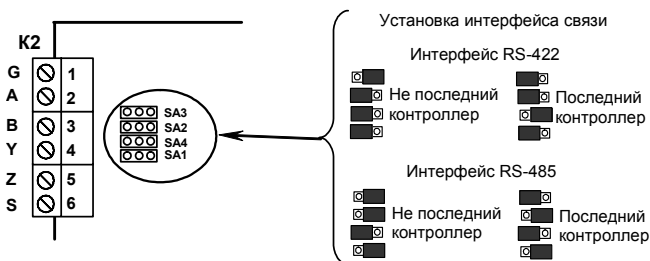 Установка интерфейса связи
K2
Интерфейс RS-422
G 1
A 2
B 3
Y 4
Z 5
S 6
SA3
SA2
SA4
SA1
Не последний
контроллер
Последний
контроллер
Интерфейс RS-485
Не последний
контроллер
Последний
контроллер